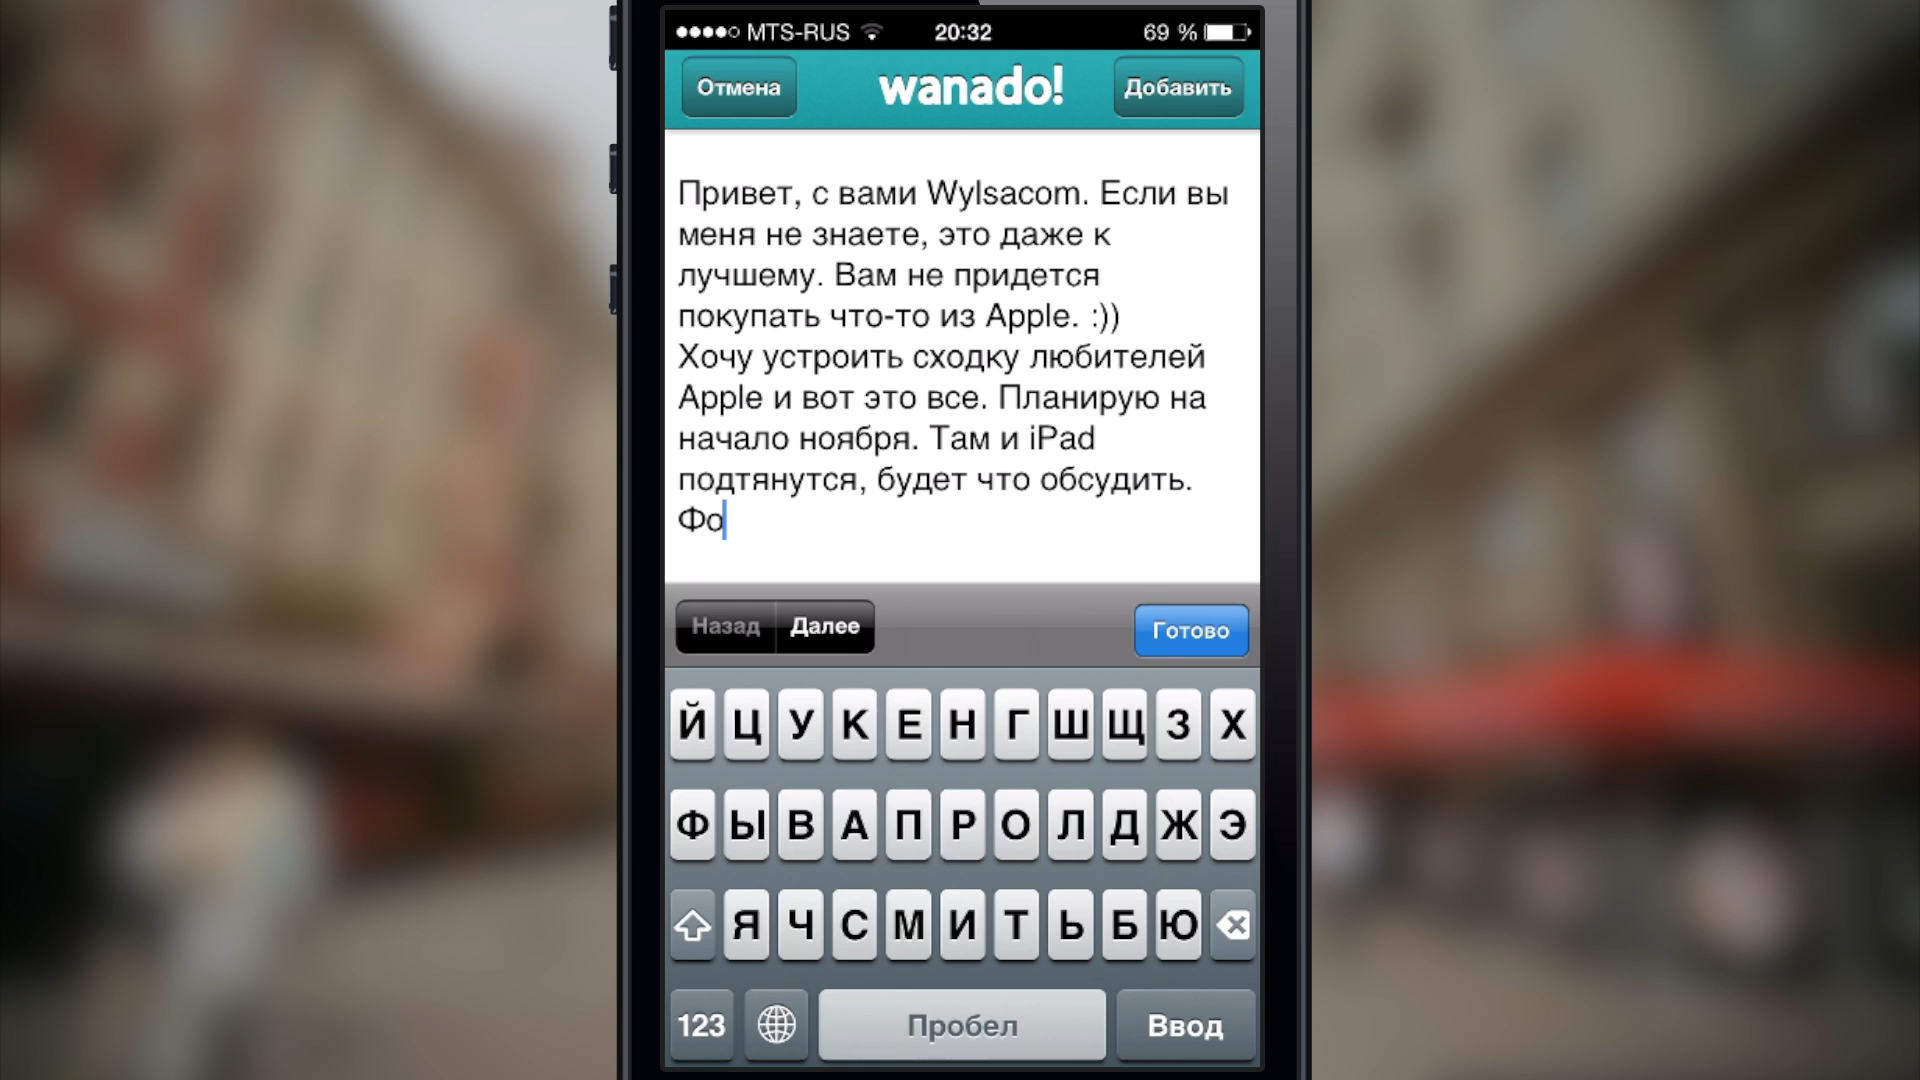 MTS-RUS 20:32 69 %
Отмена wanado! Добавить
Привет, с вами Wylsacom. Если вы
меня не знаете, это даже к
лучшему. Вам не придется
покупать что-то из Apple. :))
Хочу устроить сходку любителей
Apple и вот это все. Планирую на
начало ноября. Там и iPad
подтянутся, будет что обсудить.
Фо
Назад Далее Готово
Й Ц У К Е Н Г Ш Щ З Х
Ф Ы В А П Р О Л Д Ж Э
Я Ч С М И Т Ь Б Ю
123 Пробел Ввод